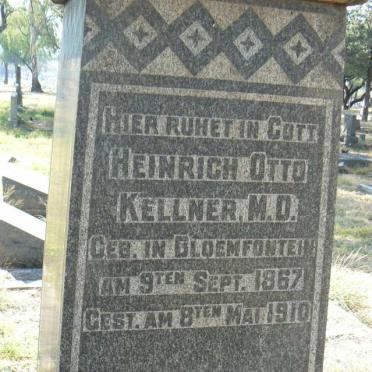 HIER RUHET IN GOTT
HEINRICH OTTO
KELLNER, M.D.
GEB. IN BLOEMFONTEIN
AM 9TEN SEPT. 1867
GEST. AM 8TEN MAI 1910